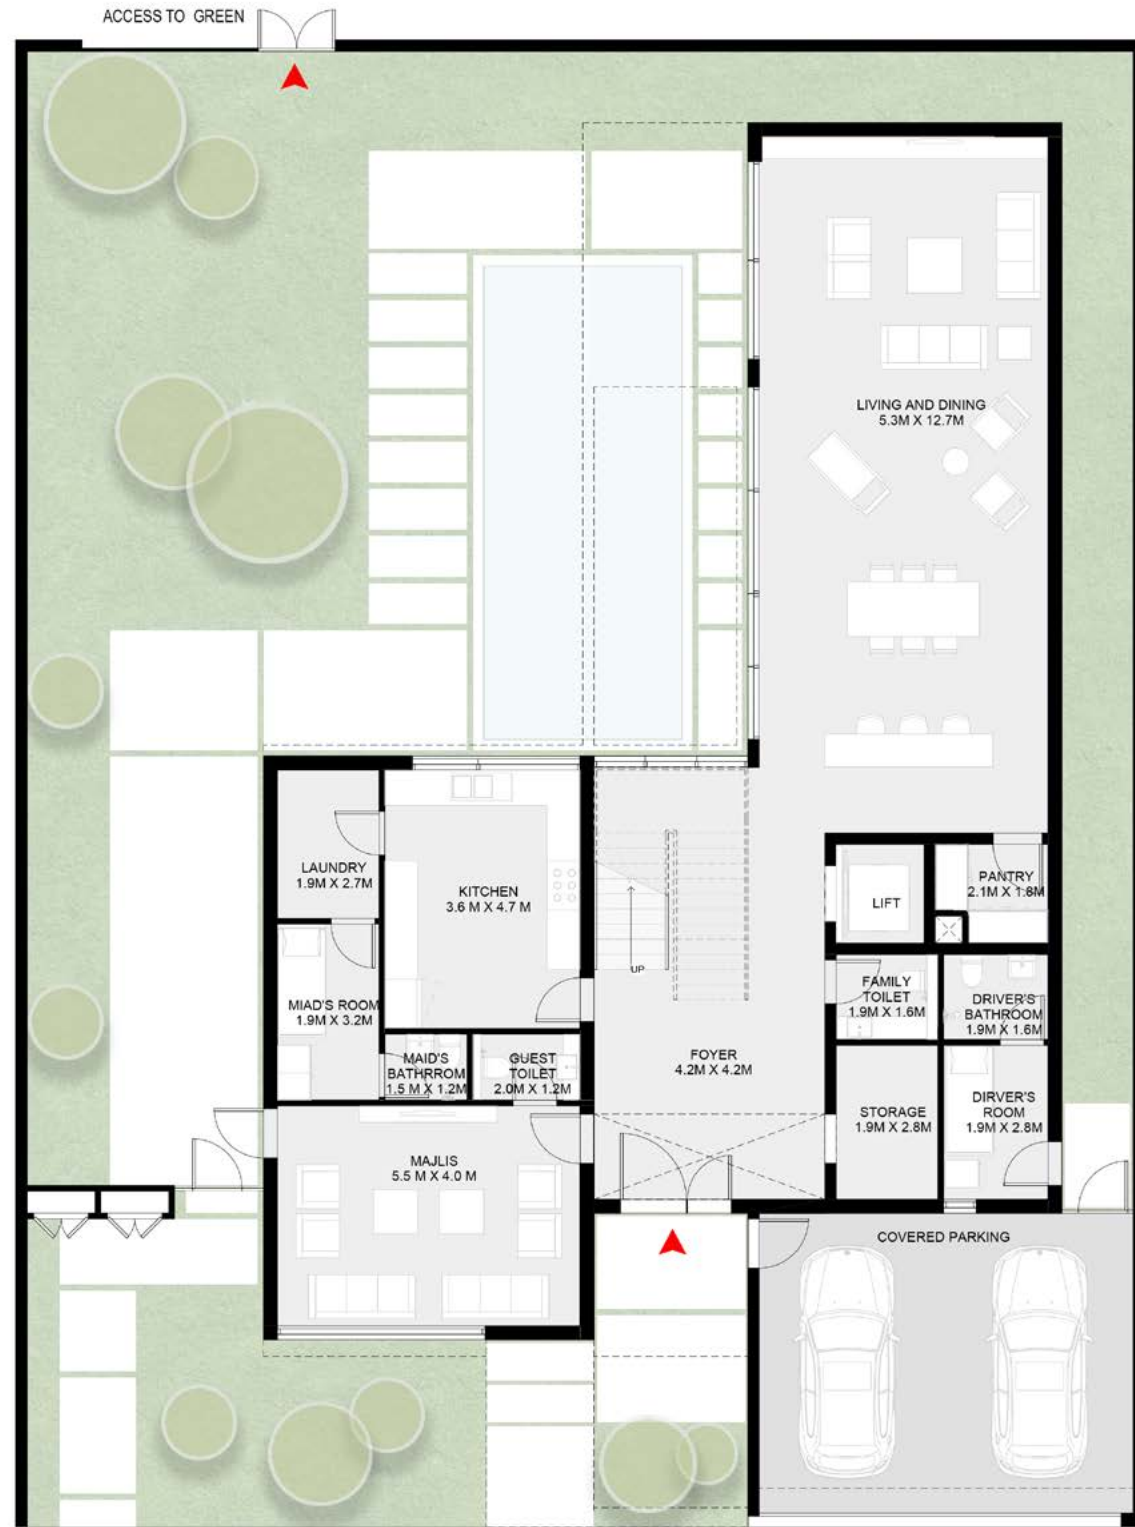 ACCESS TO GREEN
LIVING AND DINING
5.3M X 12.7M
LAUNDRY
1.9M X 2.7M
KITCHEN
3.6 M X 4.7 M
LIFT
PANTRY
2.1M X 1.8M
UP
MIAD'S ROOM
1.9M X 3.2M
FAMILY
TOILET
1.9M X 1.6M
DRIVER'S
BATHROOM
1.9M X 1.6M
MAID'S
BATHRROM
1.5 M X 1.2M
GUEST
TOILET
2.0M X 1.2M
FOYER
4.2M X 4.2M
STORAGE
1.9M X 2.8M
DIRVER'S
ROOM
1.9M X 2.8M
MAJLIS
5.5 M X 4.0 M
COVERED PARKING